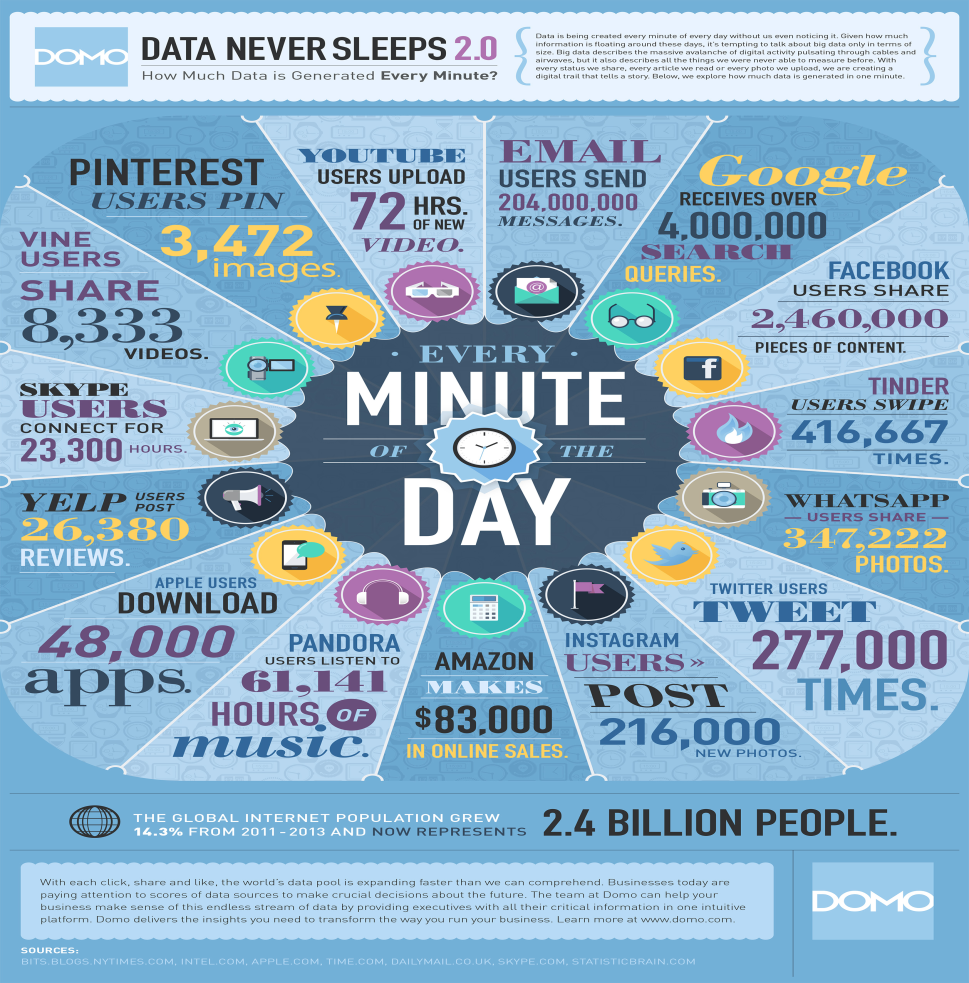 DOMO
DATA NEVER SLEEPS 2.0
How Much Data is Generated Every Minute?
Data is being created every minute of every day without us even noticing it. Given how much
information is floating around these days, it's tempting to talk about big data only in terms of
size. Big data describes the massive avalanche of digital activity pulsating through cables and
airwaves, but it also describes all the things we were never able to measure before. With
every status we share, every article we read or every photo we upload, we are creating a
digital trail that tells a story. Below, we explore how much data is generated in one minute.
PINTEREST
USERS PIN
3,472
images.
YOUTUBE
USERS UPLOAD
72 HRS.
OF NEW
VIDEO.
EMAIL
USERS SEND
204,000,000
MESSAGES.
@
Google
RECEIVES OVER
4,000,000
SEARCH
QUERIES.
VINE
USERS
SHARE
8,333
VIDEOS.
FACEBOOK
USERS SHARE
2,460,000
PIECES OF CONTENT.
f
SKYPE
USERS
CONNECT FOR
23,300 HOURS.
TINDER
USERS SWIPE
416,667
TIMES.
· EVERY ·
MINUTE
OF THE
DAY
YELP USERS
POST
26,380
REVIEWS.
WHATSAPP
— USERS SHARE —
347,222
PHOTOS.
APPLE USERS
DOWNLOAD
48,000
apps.
PANDORA
USERS LISTEN TO
61,141
HOURS OF
music.
AMAZON
MAKES
$83,000
IN ONLINE SALES.
INSTAGRAM
USERS »
POST
216,000
NEW PHOTOS.
TWITTER USERS
TWEET
277,000
TIMES.
THE GLOBAL INTERNET POPULATION GREW
14.3% FROM 2011-2013 AND NOW REPRESENTS
2.4 BILLION PEOPLE.
With each click, share and like, the world's data pool is expanding faster than we can comprehend. Businesses today are
paying attention to scores of data sources to make crucial decisions about the future. The team at Domo can help your
business make sense of this endless stream of data by providing executives with all their critical information in one intuitive
platform. Domo delivers the insights you need to transform the way you run your business. Learn more at www.domo.com.
DOMO
SOURCES:
BITS.BLOGS.NYTIMES.COM, INTEL.COM, APPLE.COM, TIME.COM, DAILYMAIL.CO.UK, SKYPE.COM, STATISTICBRAIN.COM